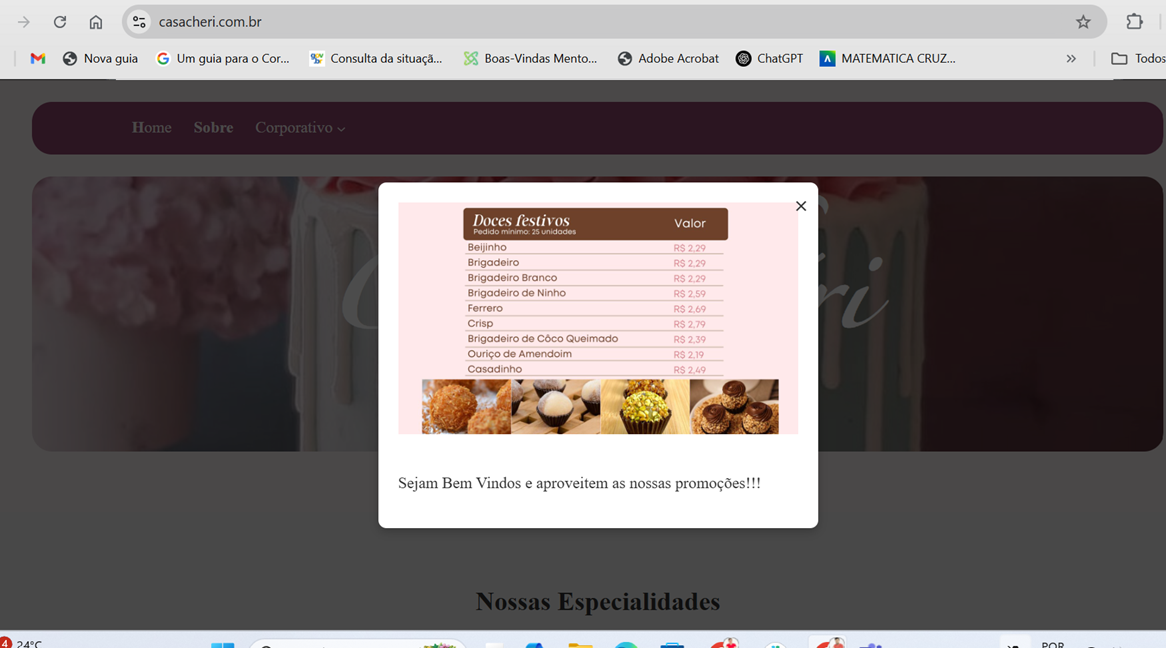 casacheri.com.br
Nova guia
Um guia para o Cor...
Consulta da situaçã...
Boas-Vindas Mento...
Adobe Acrobat
ChatGPT
MATEMATICA CRUZ...
»
Todos
Home Sobre Corporativo
Doces festivos Valor
Pedido mínimo: 25 unidades
Beijinho R$ 2,29
Brigadeiro R$ 2,29
Brigadeiro Branco R$ 2,29
Brigadeiro de Ninho R$ 2,59
Ferrero R$ 2,69
Crisp R$ 2,79
Brigadeiro de Côco Queimado R$ 2,39
Ouriço de Amendoim R$ 2,19
Casadinho R$ 2,49
Sejam Bem Vindos e aproveitem as nossas promoções!!!
Nossas Especialidades
4 24°C
POR